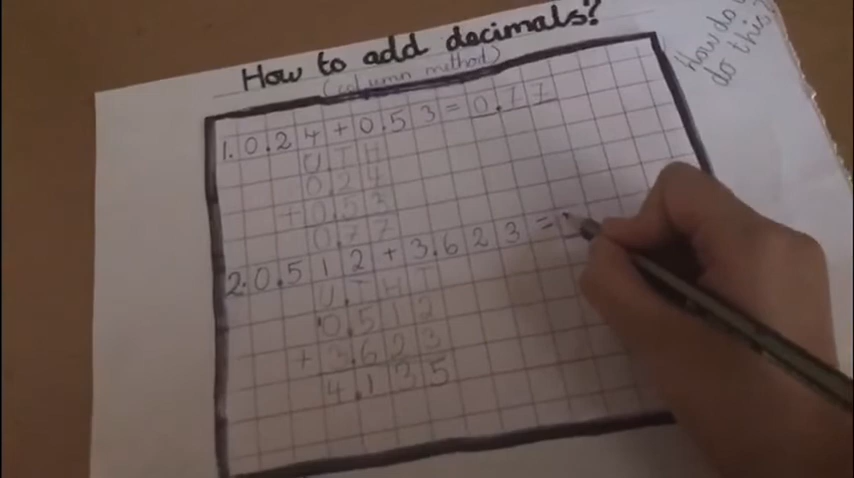 How to add decimals?
(column method)
How do u
do this?
1. 0.24 + 0.53 = 0.77
U. T H
0.2 4
+ 0.5 3
0.7 7
2. 0.512 + 3.623 =
U. T H T
0.5 1 2
+ 3.6 2 3
4.1 3 5